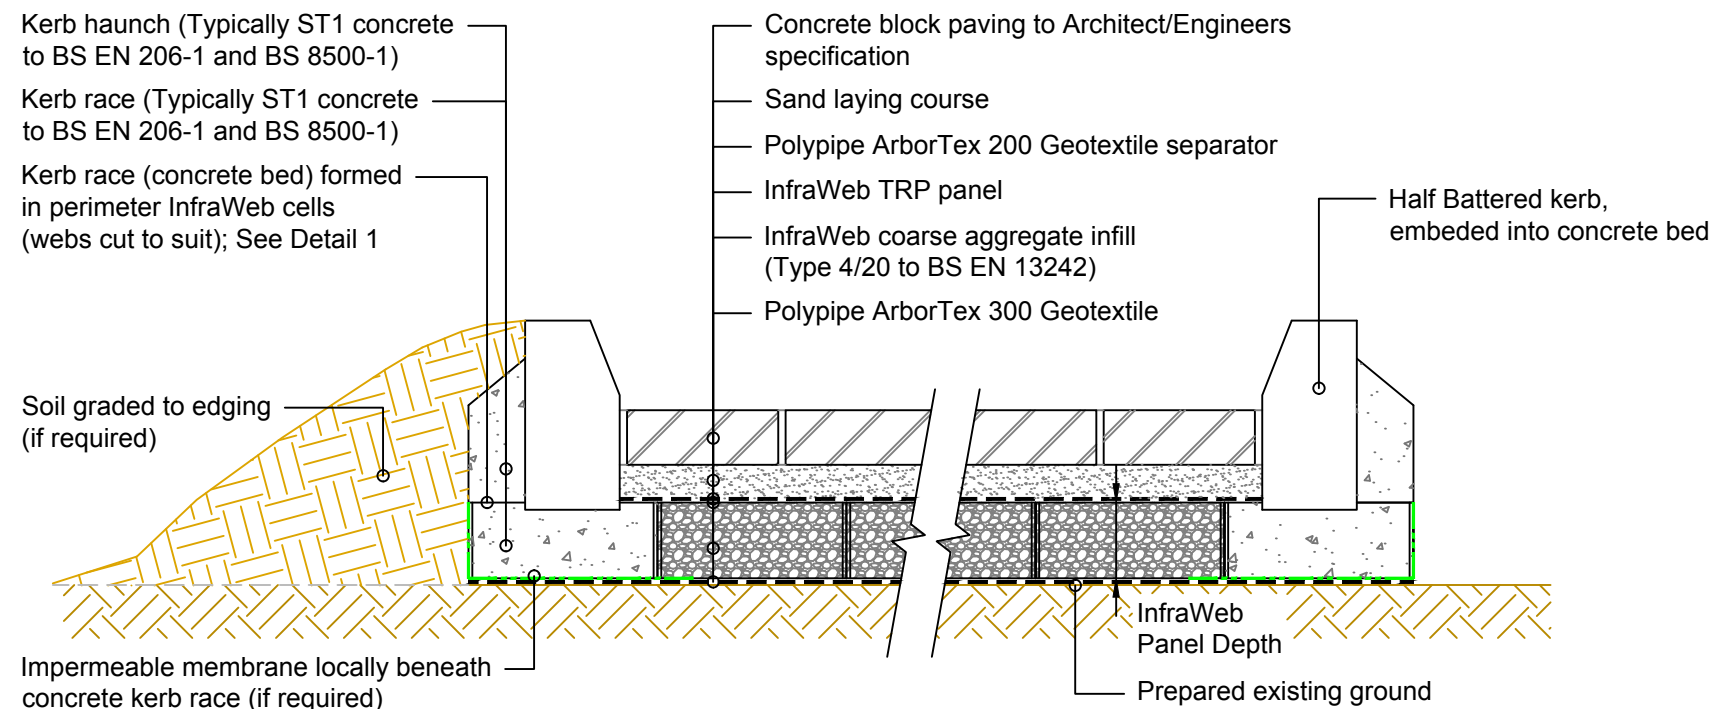 Kerb haunch (Typically ST1 concrete
to BS EN 206-1 and BS 8500-1)
Kerb race (Typically ST1 concrete
to BS EN 206-1 and BS 8500-1)
Kerb race (concrete bed) formed
in perimeter InfraWeb cells
(webs cut to suit); See Detail 1
Soil graded to edging
(if required)
Impermeable membrane locally beneath
concrete kerb race (if required)
Concrete block paving to Architect/Engineers
specification
Sand laying course
Polypipe ArborTex 200 Geotextile separator
InfraWeb TRP panel
InfraWeb coarse aggregate infill
(Type 4/20 to BS EN 13242)
Polypipe ArborTex 300 Geotextile
Half Battered kerb,
embeded into concrete bed
InfraWeb
Panel Depth
Prepared existing ground